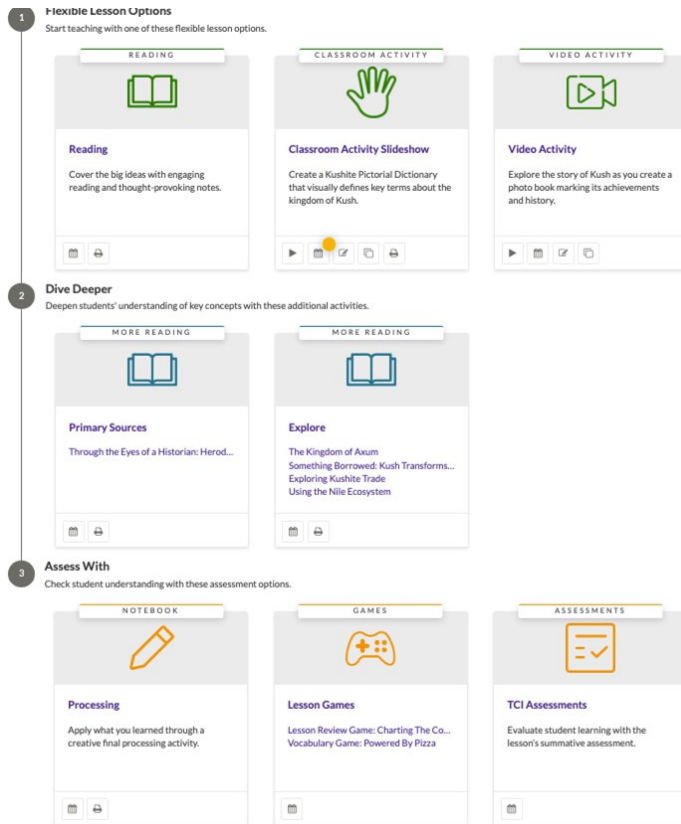 1
Flexible Lesson Options
Start teaching with one of these flexible lesson options.
READING
Reading
Cover the big ideas with engaging
reading and thought-provoking notes.
CLASSROOM ACTIVITY
Classroom Activity Slideshow
Create a Kushite Pictorial Dictionary
that visually defines key terms about the
kingdom of Kush.
VIDEO ACTIVITY
Video Activity
Explore the story of Kush as you create a
photo book marking its achievements
and history.
2
Dive Deeper
Deepen students' understanding of key concepts with these additional activities.
MORE READING
Primary Sources
Through the Eyes of a Historian: Herod...
MORE READING
Explore
The Kingdom of Axum
Something Borrowed: Kush Transforms...
Exploring Kushite Trade
Using the Nile Ecosystem
3
Assess With
Check student understanding with these assessment options.
NOTEBOOK
Processing
Apply what you learned through a
creative final processing activity.
GAMES
Lesson Games
Lesson Review Game: Charting The Co...
Vocabulary Game: Powered By Pizza
ASSESSMENTS
TCI Assessments
Evaluate student learning with the
lesson's summative assessment.